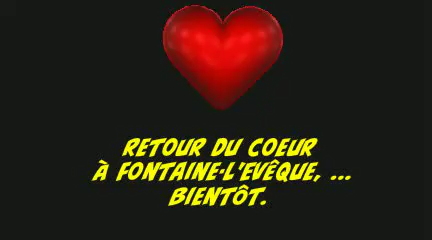 RETOUR DU COEUR
À FONTAINE-L'EVÊQUE, ...
BIENTÔT.